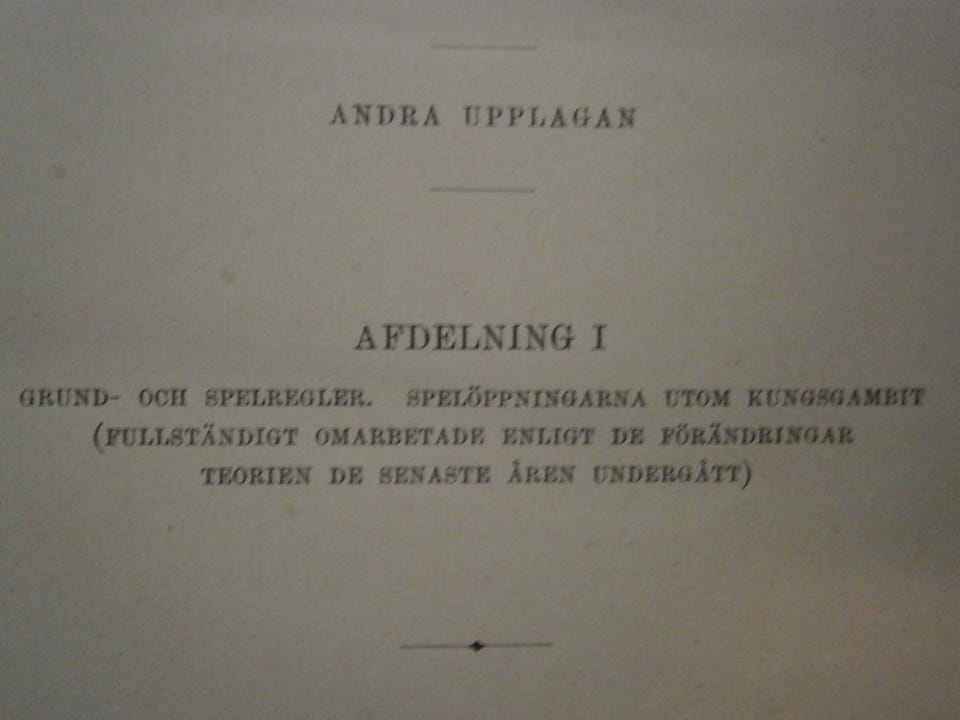 ANDRA UPPLAGAN
AFDELNING I
GRUND- OCH SPELREGLER. SPELÖPPNINGARNA UTOM KUNGSGAMBIT
(FULLSTÄNDIGT OMARBETADE ENLIGT DE FÖRÄNDRINGAR
TEORIEN DE SENASTE ÅREN UNDERGÅTT)